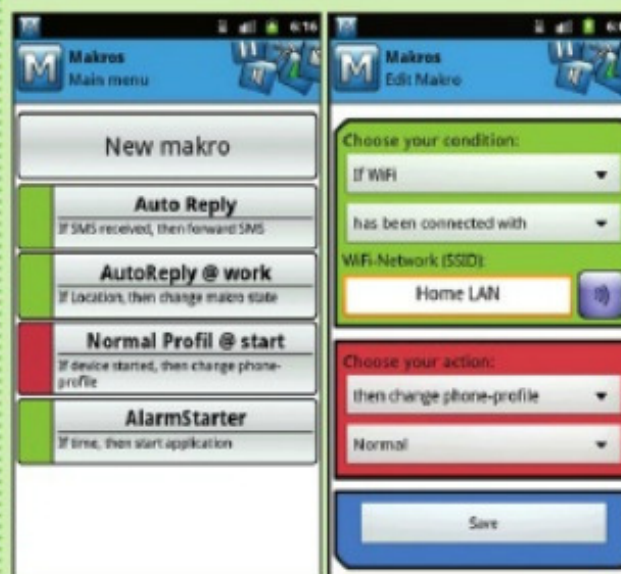 6:16
Makros
Main menu
New makro
Auto Reply
If SMS received, then forward SMS
AutoReply @ work
If Location, then change makro state
Normal Profil @ start
If device started, then change phone-
profile
AlarmStarter
If time, then start application
Makros
Edit Makro
Choose your condition:
If WiFi
has been connected with
WiFi-Network (SSID):
Home LAN
Choose your action:
then change phone-profile
Normal
Save